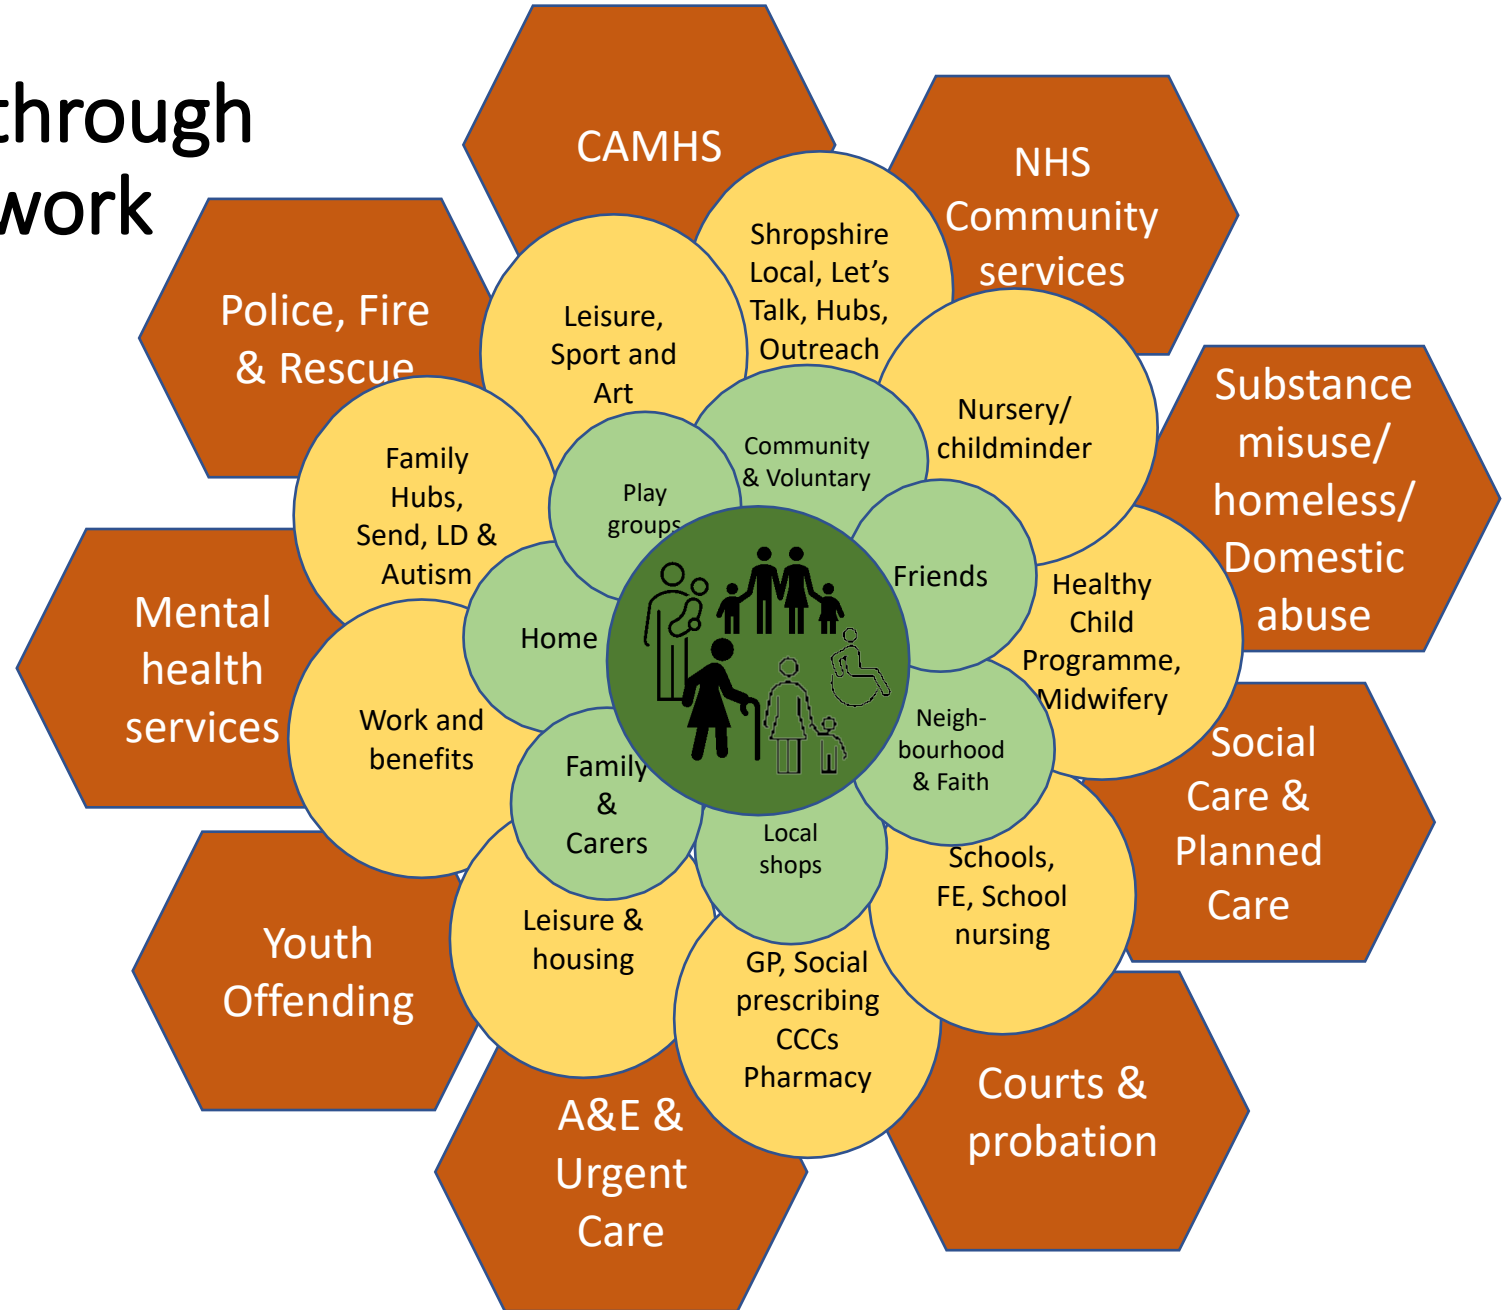 through
work
CAMHS
NHS
Community
services
Police, Fire
& Rescue
Shropshire
Local, Let’s
Talk, Hubs,
Outreach
Leisure,
Sport and
Art
Nursery/
childminder
Substance
misuse/
homeless/
Domestic
abuse
Family
Hubs,
Send, LD &
Autism
Play
groups
Community
& Voluntary
Friends
Healthy
Child
Programme,
Midwifery
Mental
health
services
Home
Work and
benefits
Neigh-
bourhood
& Faith
Social
Care &
Planned
Care
Family
&
Carers
Local
shops
Schools,
FE, School
nursing
Leisure &
housing
GP, Social
prescribing
CCCs
Pharmacy
Youth
Offending
A&E &
Urgent
Care
Courts &
probation